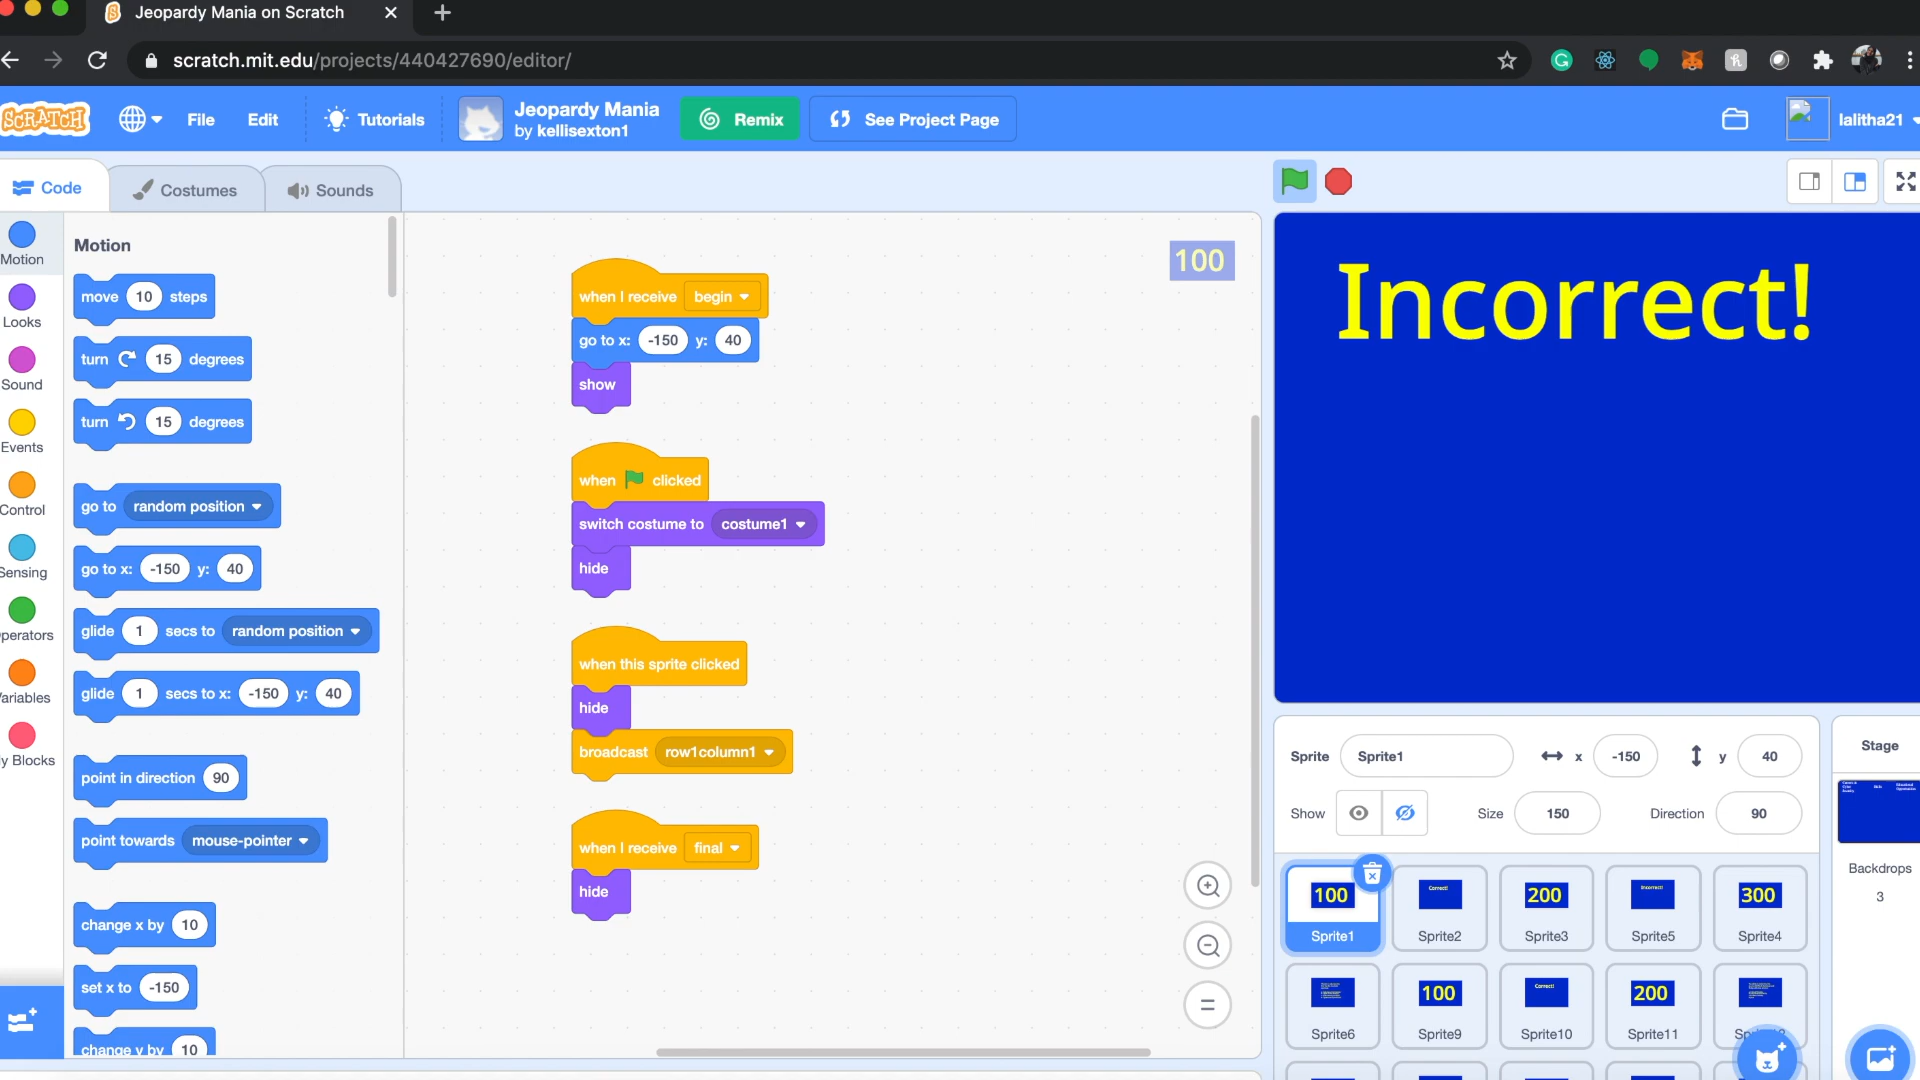 Jeopardy Mania on Scratch
scratch.mit.edu/projects/440427690/editor/
SCRATCH
File
Edit
Tutorials
Jeopardy Mania
by kellisexton1
Remix
See Project Page
lalitha21
Code
Costumes
Sounds
Motion
Looks
Sound
Events
Control
Sensing
perators
ariables
y Blocks
Motion
move 10 steps
turn 15 degrees
turn 15 degrees
go to random position
go to x: -150 y: 40
glide 1 secs to random position
glide 1 secs to x: -150 y: 40
point in direction 90
point towards mouse-pointer
change x by 10
set x to -150
change y by 10
100
when I receive begin
go to x: -150 y: 40
show
when clicked
switch costume to costume1
hide
when this sprite clicked
hide
broadcast row1column1
when I receive final
hide
Incorrect!
Sprite Sprite1 x -150 y 40
Show Size 150 Direction 90
Stage
Backdrops
3
100
Sprite1
Correct!
Sprite2
200
Sprite3
Incorrect!
Sprite5
300
Sprite4
Sprite6
100
Sprite9
Correct!
Sprite10
200
Sprite11